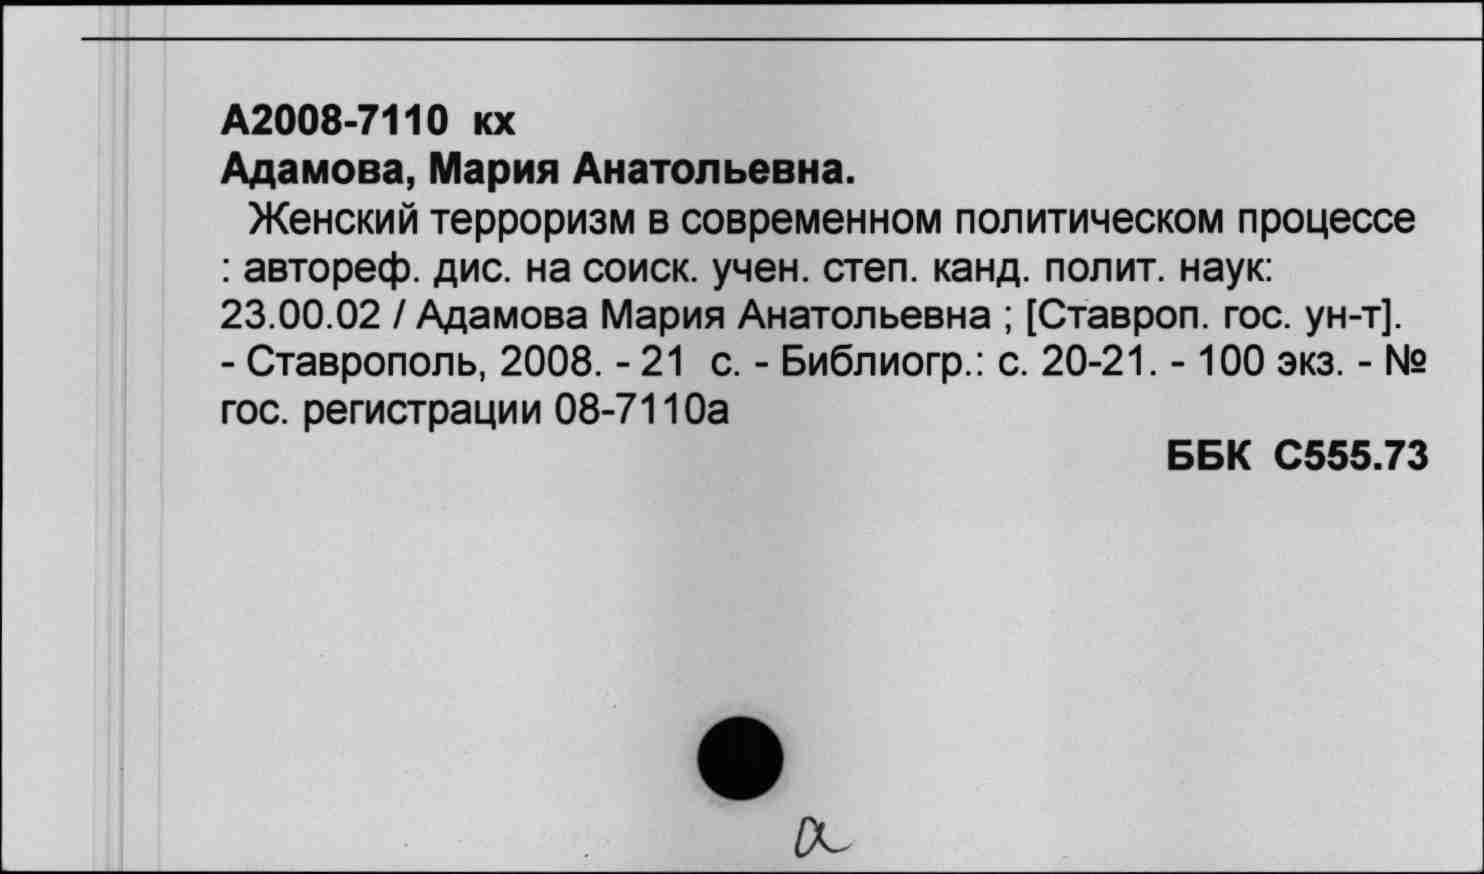 А2008-7110 кх
Адамова, Мария Анатольевна.
Женский терроризм в современном политическом процессе
: автореф. дис. на соиск. учен. степ. канд. полит. наук:
23.00.02 / Адамова Мария Анатольевна ; [Ставроп. гос. ун-т].
- Ставрополь, 2008. - 21 с. - Библиогр.: с. 20-21. - 100 экз. - №
гос. регистрации 08-7110а
ББК С555.73
а